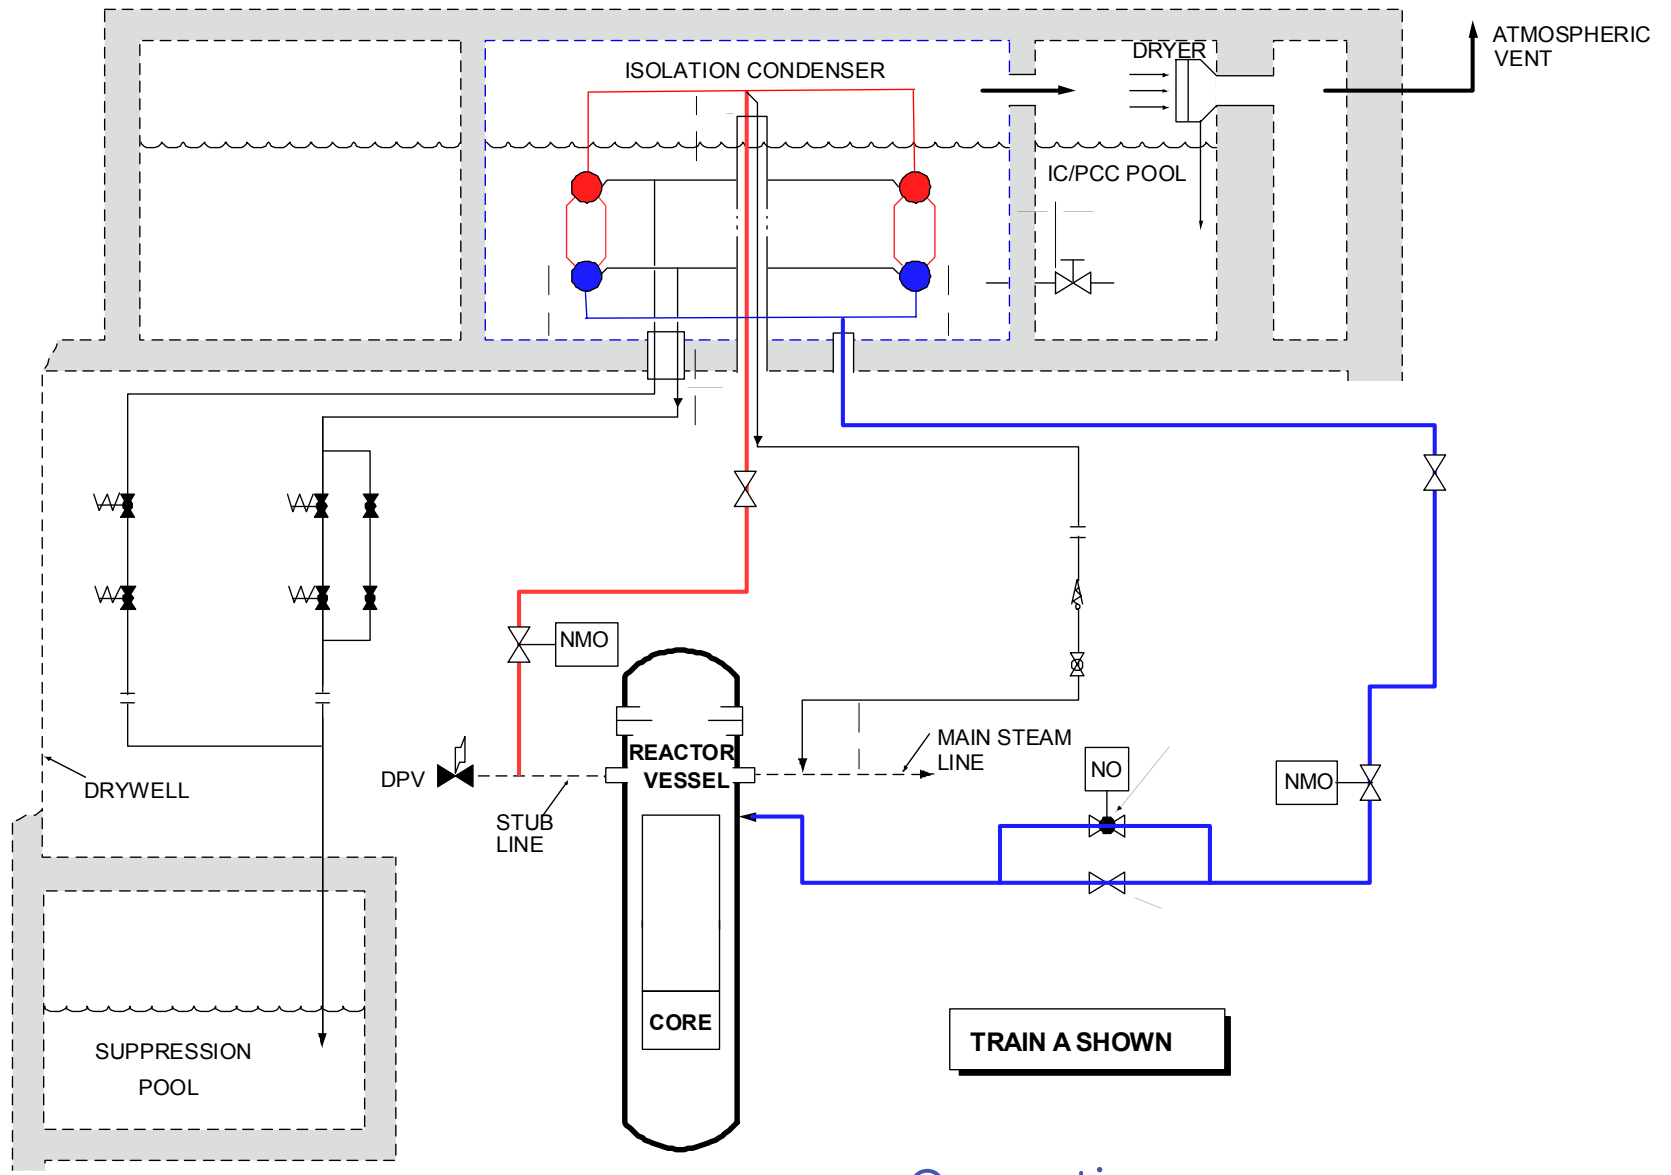 ATMOSPHERIC
VENT
DRYER
ISOLATION CONDENSER
IC/PCC POOL
NMO
REACTOR
VESSEL
MAIN STEAM
LINE
DPV
NO
NMO
DRYWELL
STUB
LINE
CORE
TRAIN A SHOWN
SUPPRESSION
POOL